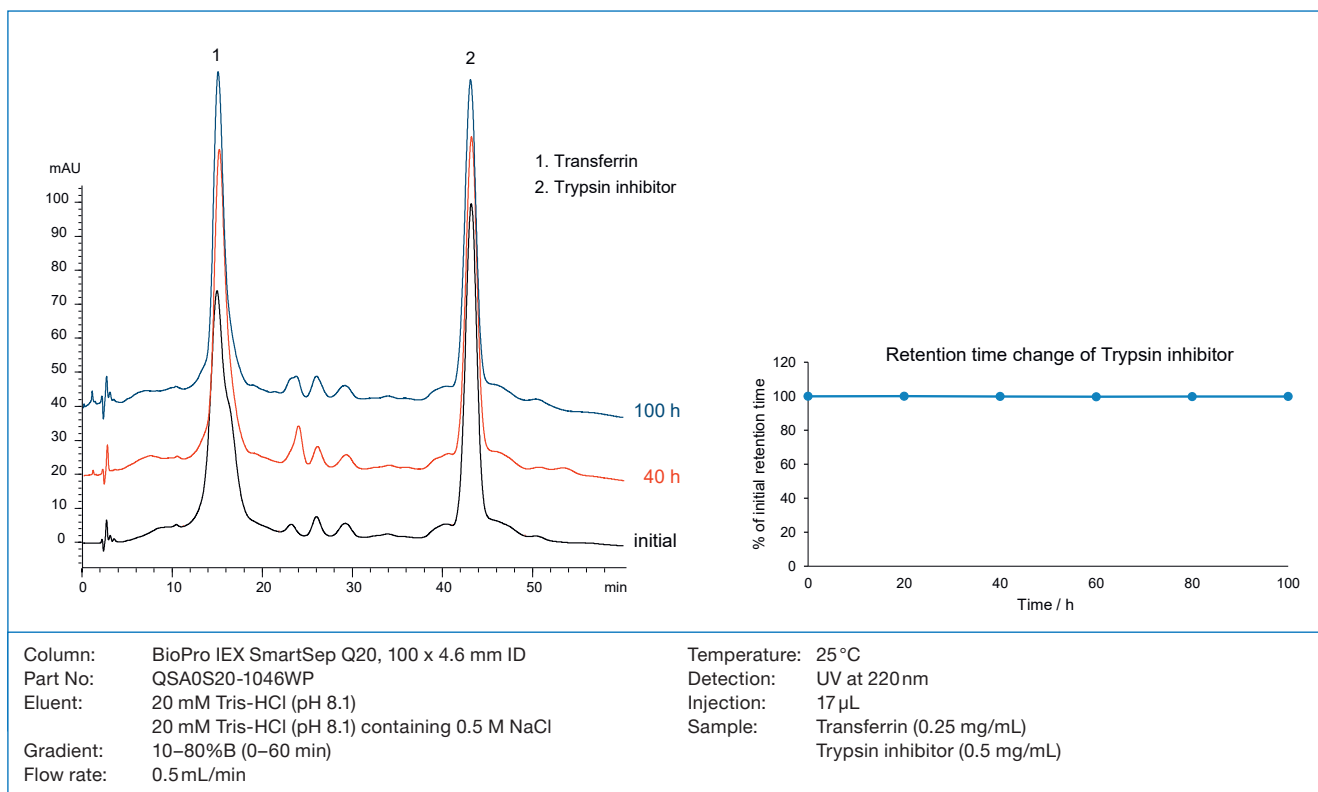 1
2
mAU
1. Transferrin
2. Trypsin inhibitor
100
90
80
70
60
50
40
30
20
10
0
100 h
40 h
initial
0
10
20
30
40
50
min
Retention time change of Trypsin inhibitor
% of initial retention time
120
100
80
60
40
20
0
0
20
40
60
80
100
Time / h
Column: BioPro IEX SmartSep Q20, 100 x 4.6 mm ID
Part No: QSA0S20-1046WP
Eluent: 20 mM Tris-HCl (pH 8.1)
20 mM Tris-HCl (pH 8.1) containing 0.5 M NaCl
Gradient: 10–80%B (0–60 min)
Flow rate: 0.5 mL/min
Temperature: 25 °C
Detection: UV at 220 nm
Injection: 17 µL
Sample: Transferrin (0.25 mg/mL)
Trypsin inhibitor (0.5 mg/mL)